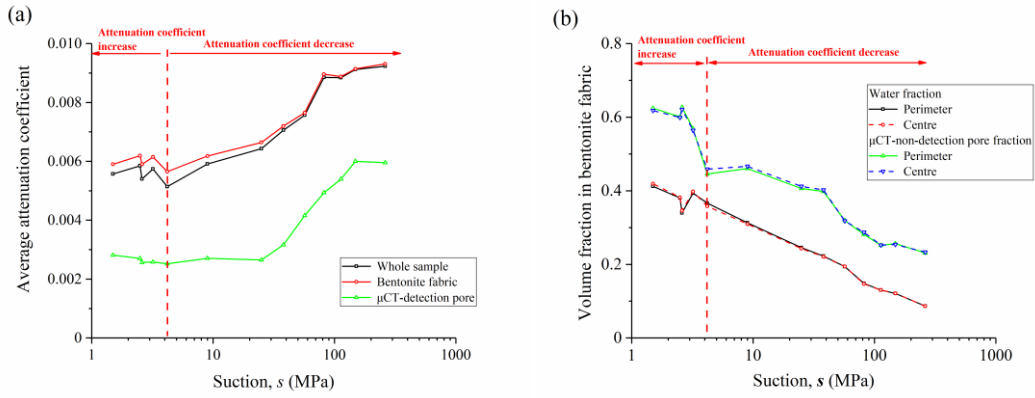 (a)
Attenuation coefficient
increase
Attenuation coefficient decrease
0.010
0.008
0.006
0.004
0.002
0
Average attenuation coefficient
Whole sample
Bentonite fabric
μCT-detection pore
1
10
100
1000
Suction, s (MPa)
(b)
Attenuation coefficient
increase
Attenuation coefficient decrease
0.8
0.6
0.4
0.2
0.0
Volume fraction in bentonite fabric
Water fraction
Perimeter
Centre
μCT-non-detection pore fraction
Perimeter
Centre
1
10
100
1000
Suction, s (MPa)